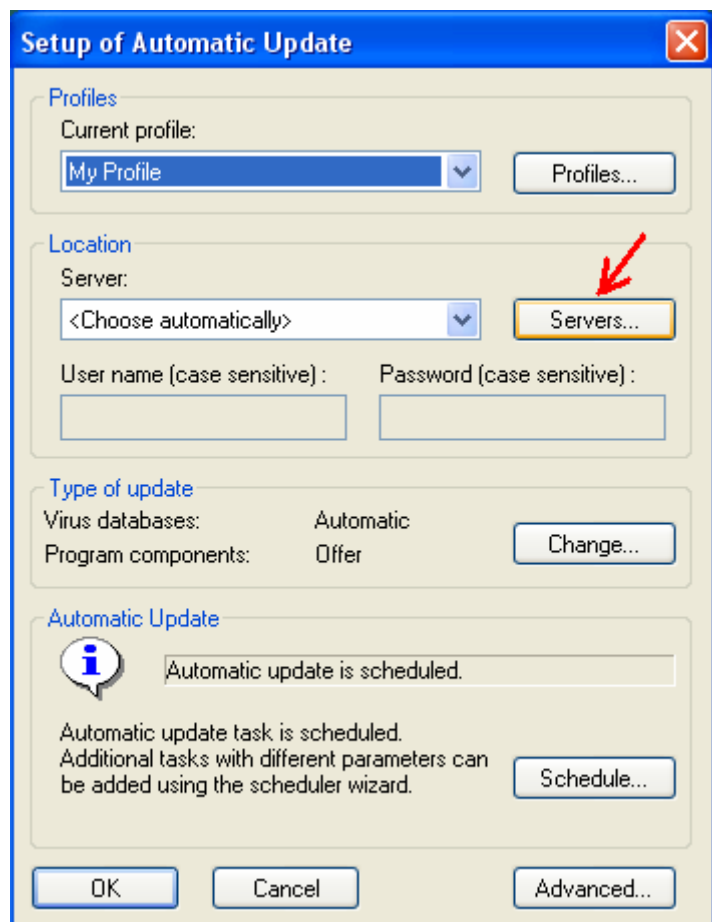 Setup of Automatic Update
Profiles
Current profile:
My Profile
Profiles...
Location
Server:
<Choose automatically>
Servers...
User name (case sensitive) :
Password (case sensitive) :
Type of update
Virus databases:
Automatic
Program components:
Offer
Change...
Automatic Update
Automatic update is scheduled.
Automatic update task is scheduled.
Additional tasks with different parameters can
be added using the scheduler wizard.
Schedule...
OK
Cancel
Advanced...